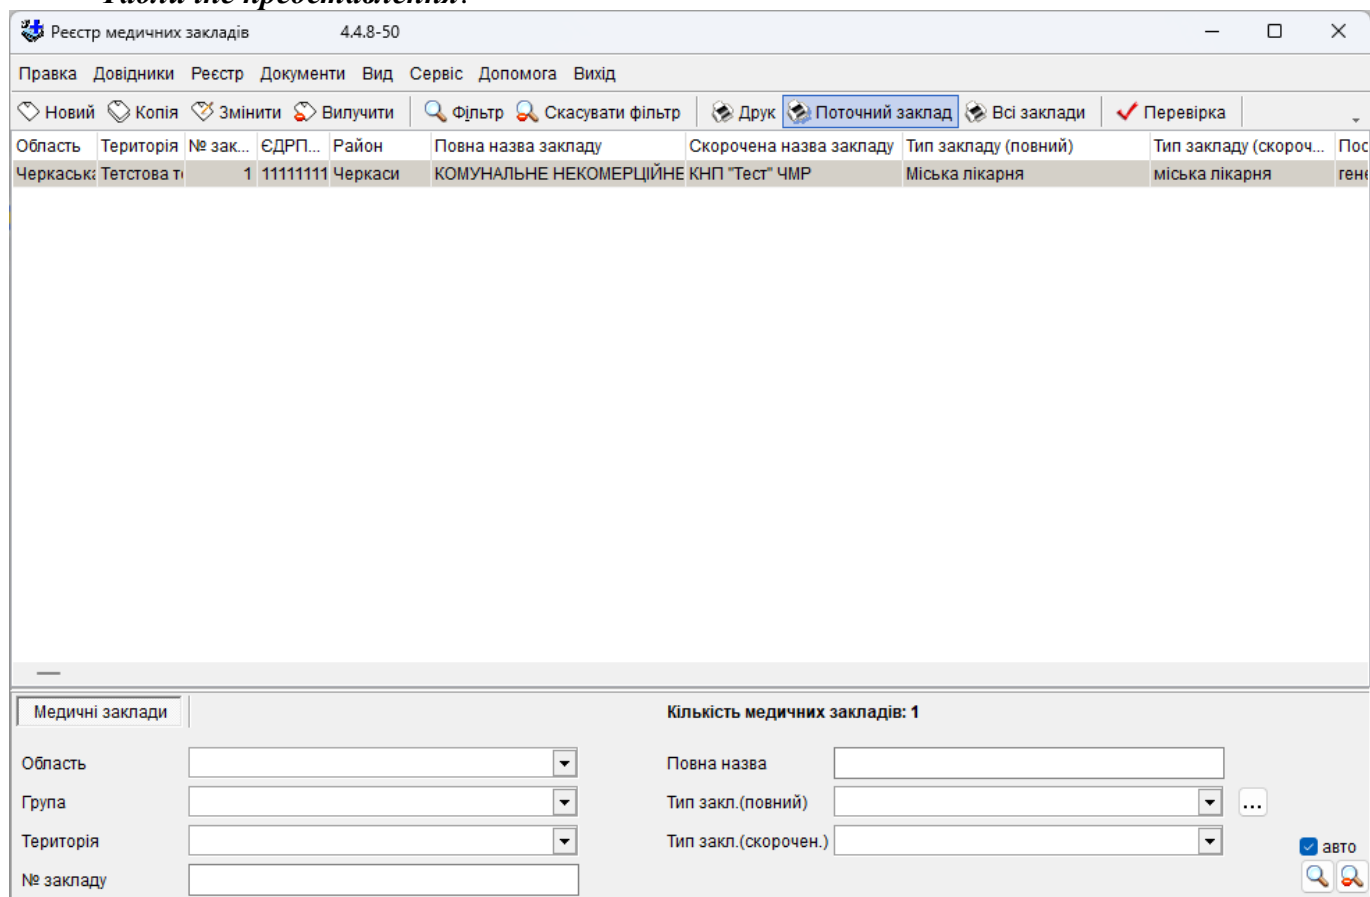 Реєстр медичних закладів 4.4.8-50
Правка Довідники Реєстр Документи Вид Сервіс Допомога Вихід
Новий Копія Змінити Вилучити Фільтр Скасувати фільтр Друк Поточний заклад Всі заклади Перевірка
Область Територія № зак... ЄДРП... Район Повна назва закладу Скорочена назва закладу Тип закладу (повний) Тип закладу (скороч... Пос
Черкаська Тетстова т 1 11111111 Черкаси КОМУНАЛЬНЕ НЕКОМЕРЦІЙНЕ КНП "Тест" ЧМР Міська лікарня міська лікарня ген
Медичні заклади Кількість медичних закладів: 1
Область Повна назва
Група Тип закл.(повний) ...
Територія Тип закл.(скорочен.) авто
№ закладу